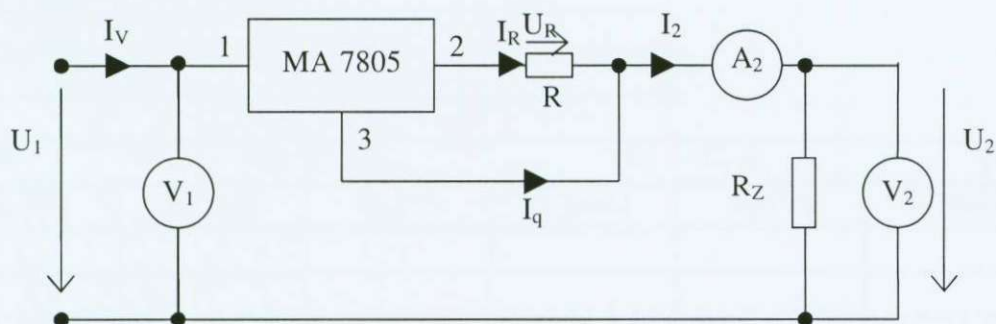 I_V
1
MA 7805
2
I_R
U_R
I_2
A_2
R
3
U_1
V_1
I_q
R_Z
V_2
U_2